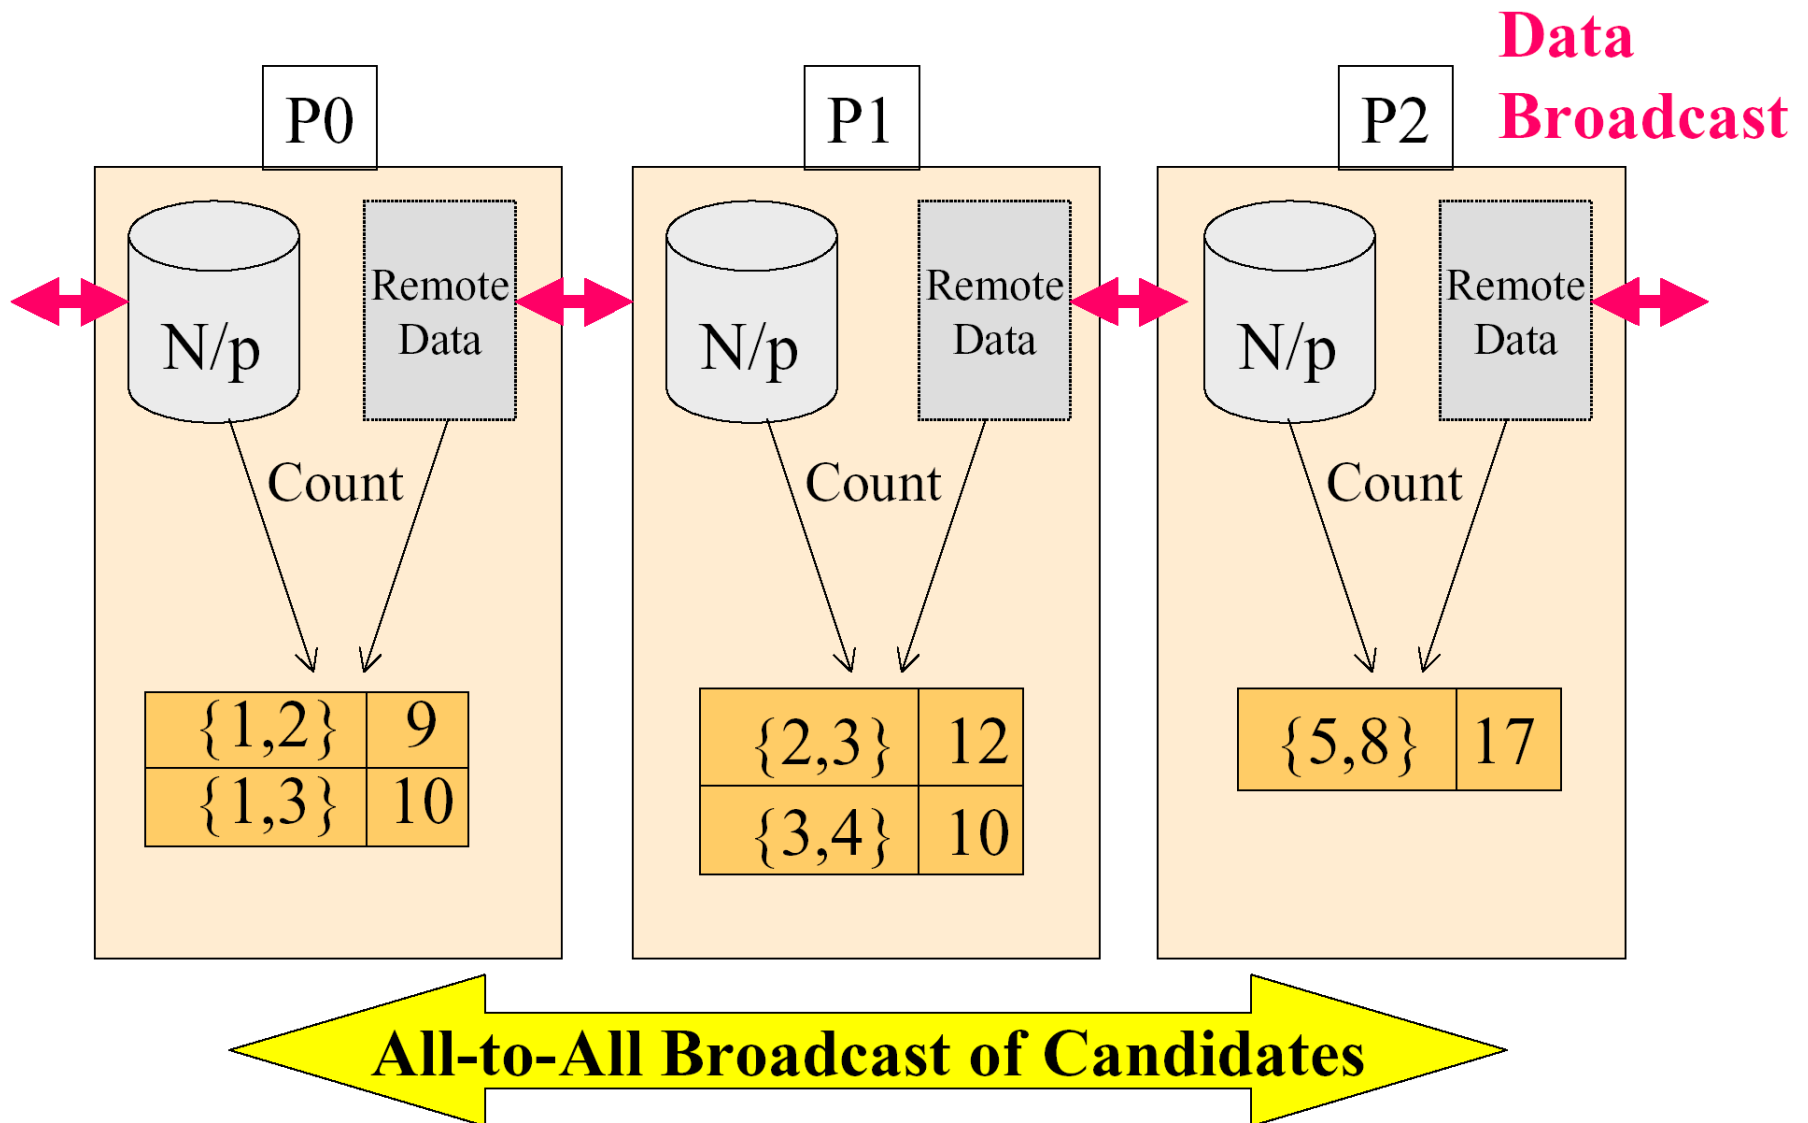 Data
Broadcast
P0
P1
P2
N/p
Remote
Data
N/p
Remote
Data
N/p
Remote
Data
Count
Count
Count
{1,2} 9
{1,3} 10
{2,3} 12
{3,4} 10
{5,8} 17
All-to-All Broadcast of Candidates